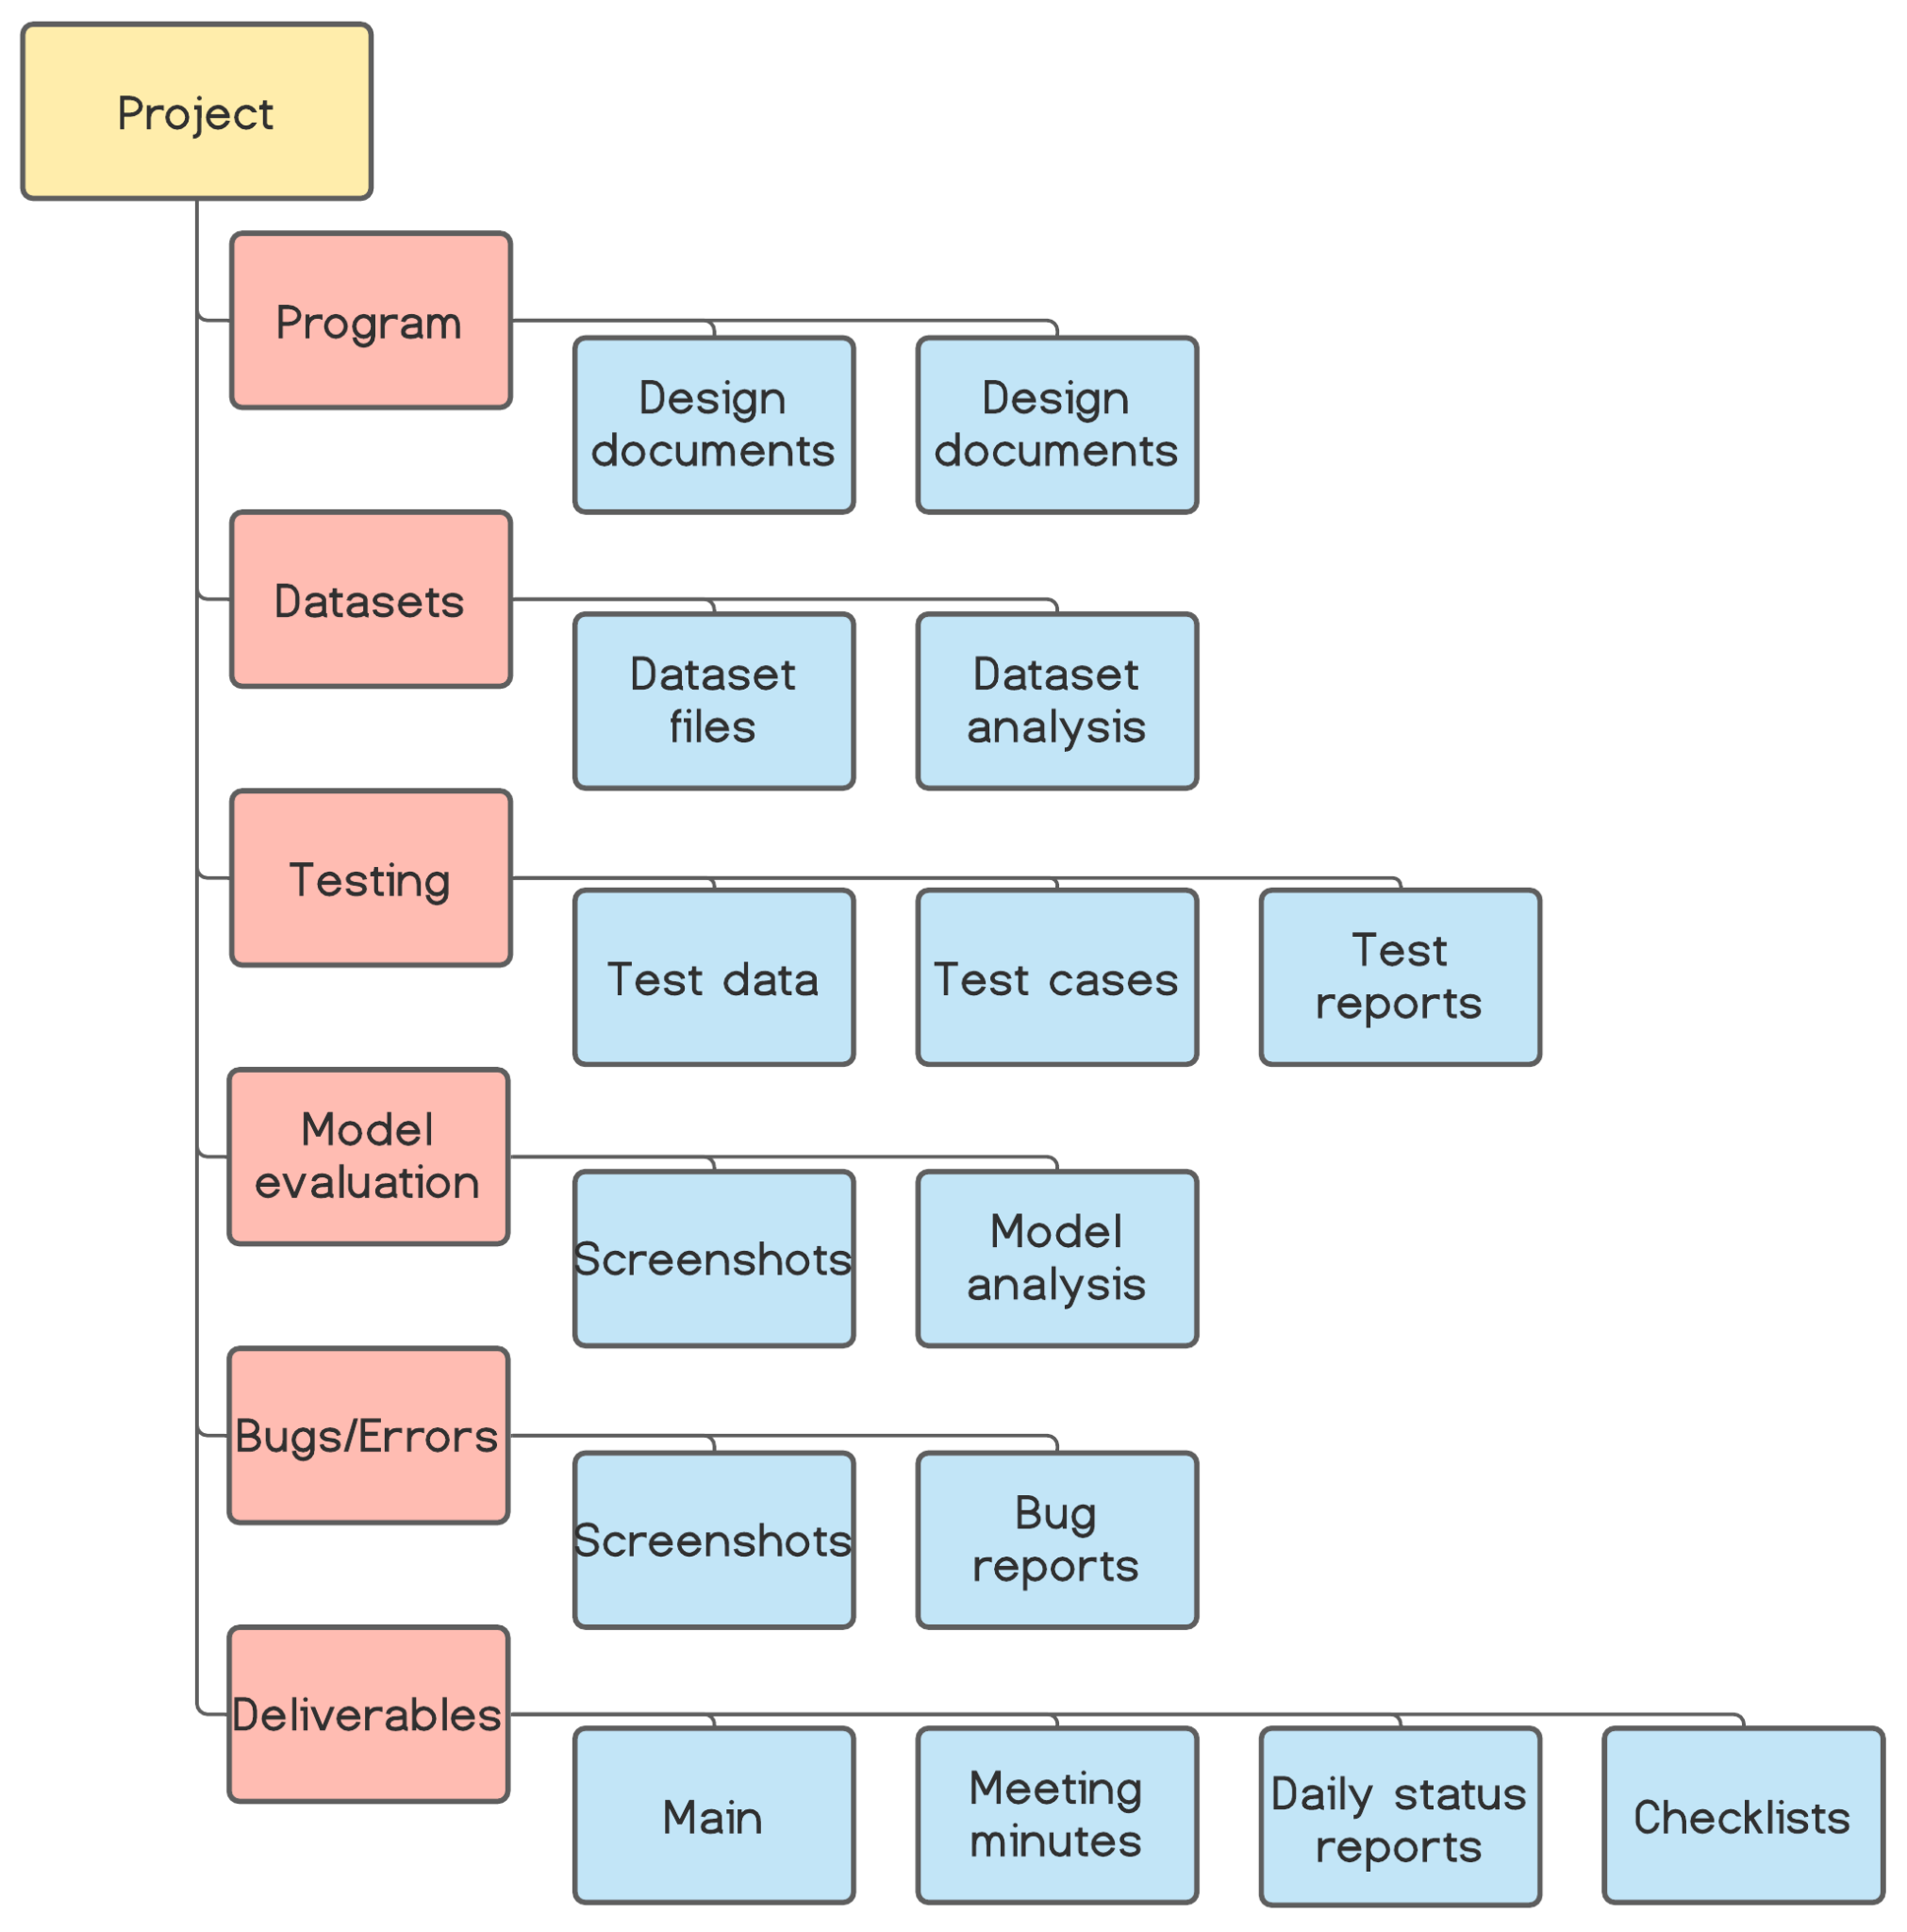 Project
Program
Design
documents
Design
documents
Datasets
Dataset
files
Dataset
analysis
Testing
Test data
Test cases
Test
reports
Model
evaluation
Screenshots
Model
analysis
Bugs/Errors
Screenshots
Bug
reports
Deliverables
Main
Meeting
minutes
Daily status
reports
Checklists